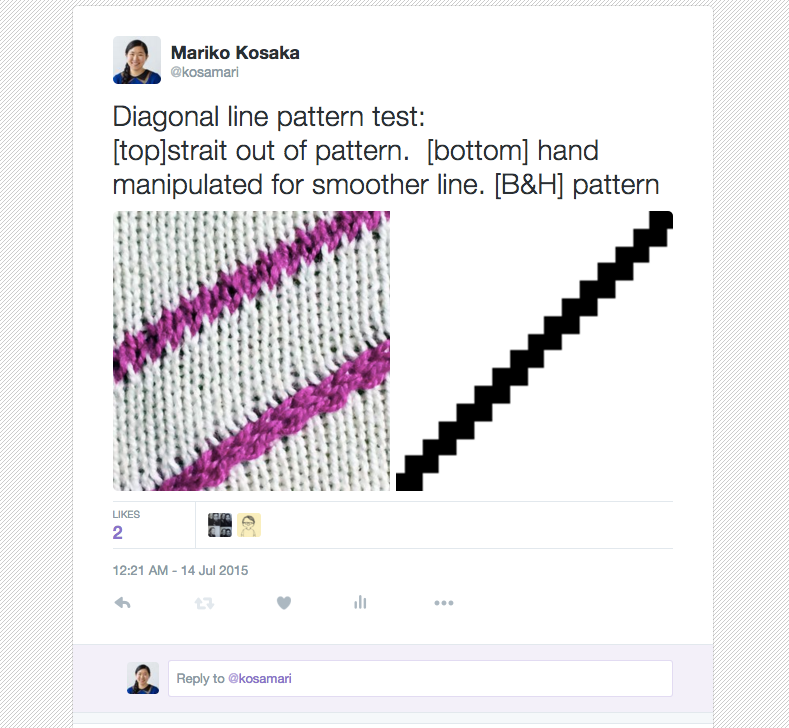 Mariko Kosaka
@kosamari
Diagonal line pattern test:
[top]strait out of pattern.  [bottom] hand
manipulated for smoother line. [B&H] pattern
LIKES
2
12:21 AM - 14 Jul 2015
Reply to @kosamari